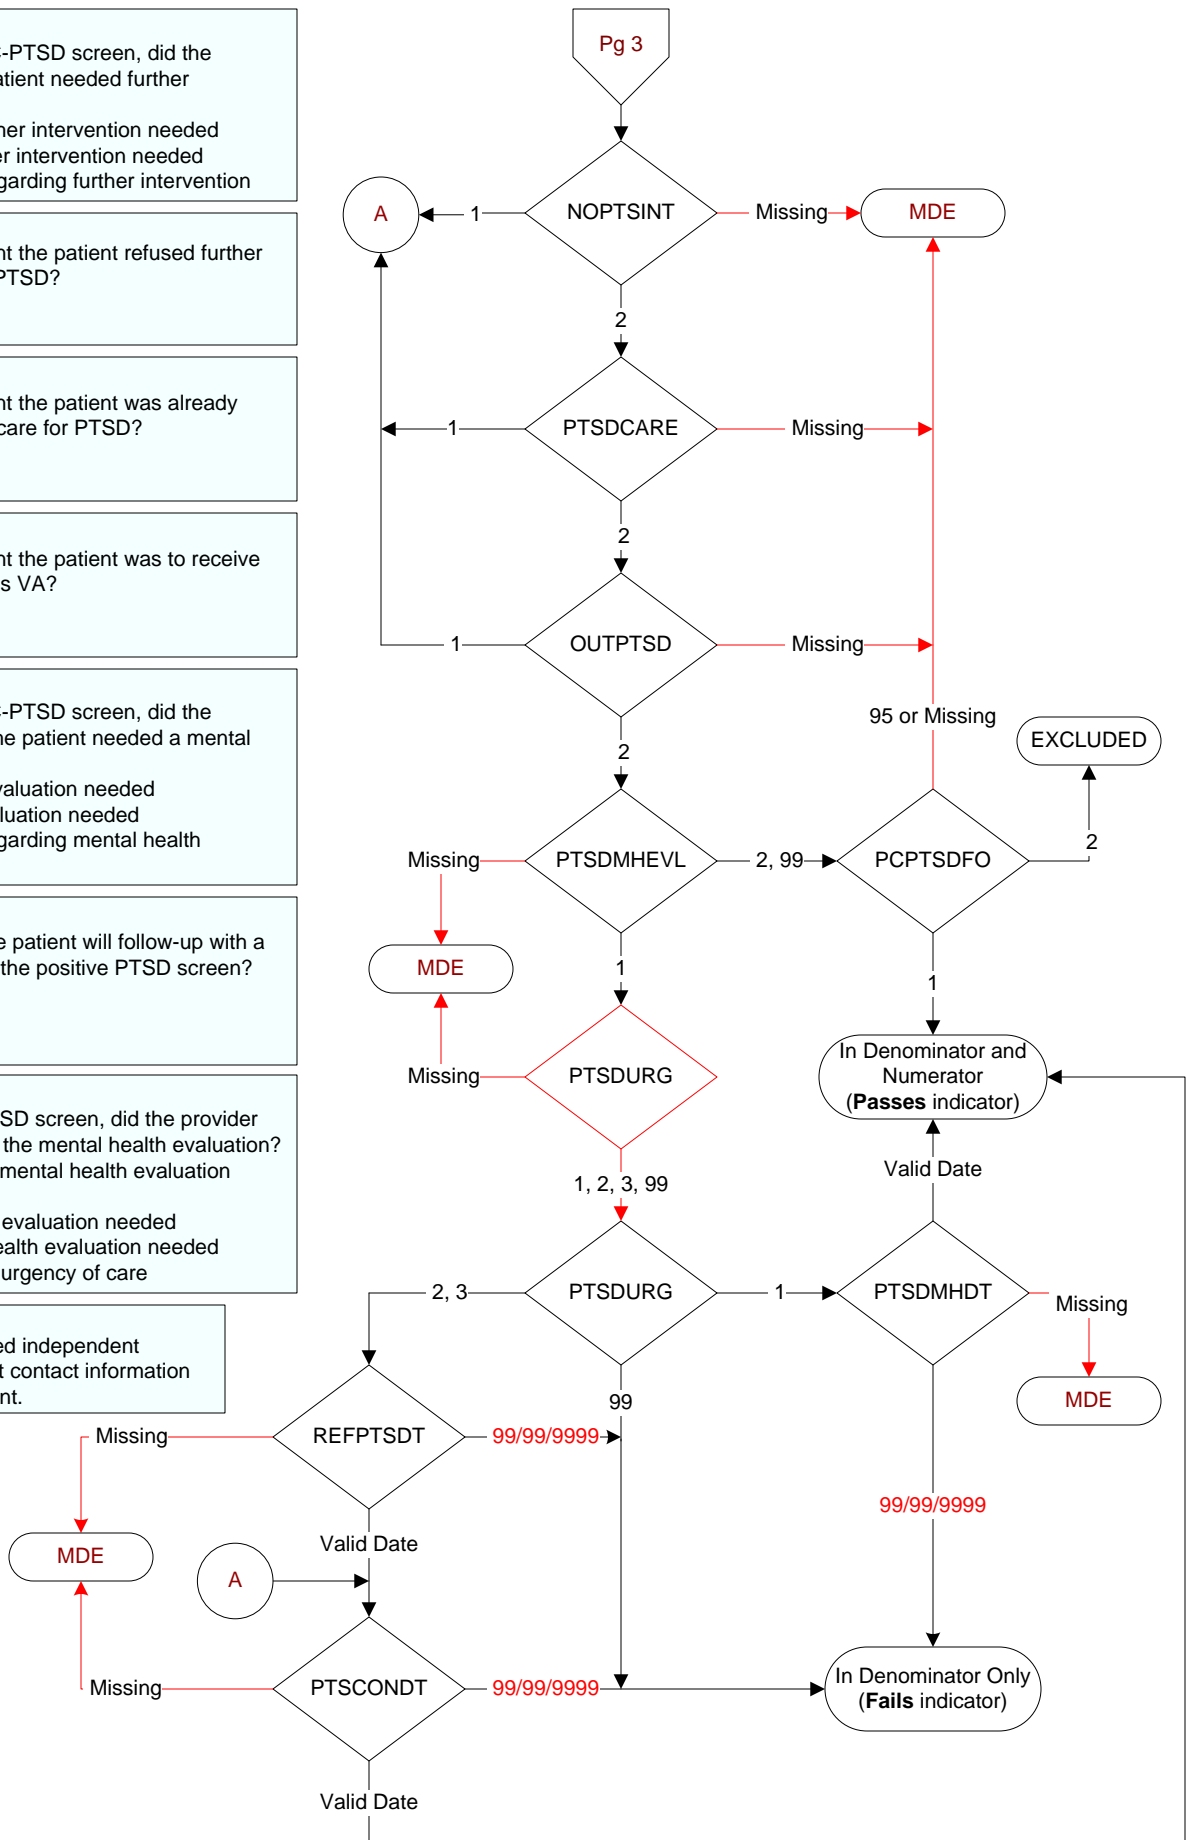 -PTSD screen, did the
atient needed further
her intervention needed
er intervention needed
egarding further intervention
nt the patient refused further
PTSD?
nt the patient was already
care for PTSD?
nt the patient was to receive
is VA?
-PTSD screen, did the
he patient needed a mental
valuation needed
aluation needed
egarding mental health
e patient will follow-up with a
the positive PTSD screen?
SD screen, did the provider
the mental health evaluation?
mental health evaluation
evaluation needed
ealth evaluation needed
urgency of care
ed independent
t contact information
nt.
Pg 3
A
1
NOPTSINT
Missing
MDE
2
1
PTSDCARE
Missing
2
1
OUTPTSD
Missing
95 or Missing
EXCLUDED
2
Missing
PTSDMHEVL
2, 99
PCPTSDFO
2
MDE
1
1
Missing
PTSDURG
In Denominator and
Numerator
(Passes indicator)
1, 2, 3, 99
Valid Date
2, 3
PTSDURG
1
PTSDMHDT
Missing
MDE
99
Missing
REFPTSDT
99/99/9999
99/99/9999
MDE
Valid Date
A
Missing
PTSCONDT
99/99/9999
In Denominator Only
(Fails indicator)
Valid Date